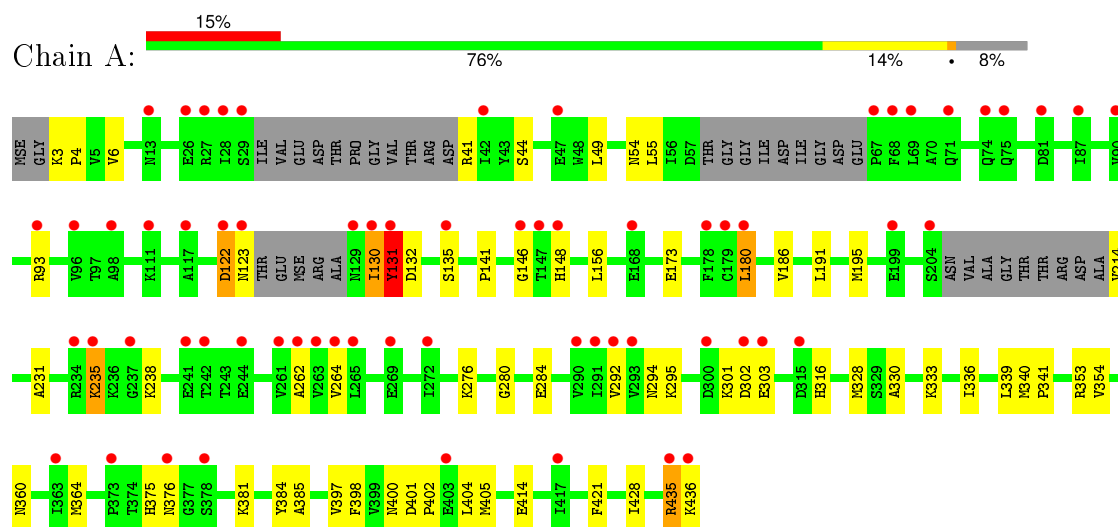 15%
Chain A:
76% 14% • 8%
MSE GLY K3 P4 V5 V6 N13 E26 R27 I28 S29 ILE VAL GLU ASP THR PRO GLY VAL THR ARG ASP R41 I42 Y43 S44 E47 W48 L49 N54 L55 I56 D57 THR GLY GLY ILE ASP ILE GLY ASP GLU P67 F68 L69 A70 Q71 Q74 Q75 D81 I87 V90
R93 V96 T97 A98 K111 A117 D122 N123 THR GLU MSE ARG ALA N129 I130 Y131 D132 S135 P141 G146 T147 H148 L156 E168 E173 F178 C179 L180 V186 L191 M195 E199 S204 ASN VAL ALA GLY THR THR ARG ASP ALA V214
A231 R234 K235 K236 G237 K238 E241 T242 T243 E244 V261 A262 V263 V264 L265 E269 I272 K276 G280 E284 V290 I291 V292 V293 N294 K295 D300 K301 D302 E303 D315 H316 M328 S329 A330 K333 I336 L339 M340 P341 R353 V354
N360 I363 M364 P373 T374 H375 N376 G377 S378 K381 Y384 A385 V397 F398 V399 N400 D401 P402 E403 L404 M405 E414 I417 F421 I428 R435 K436